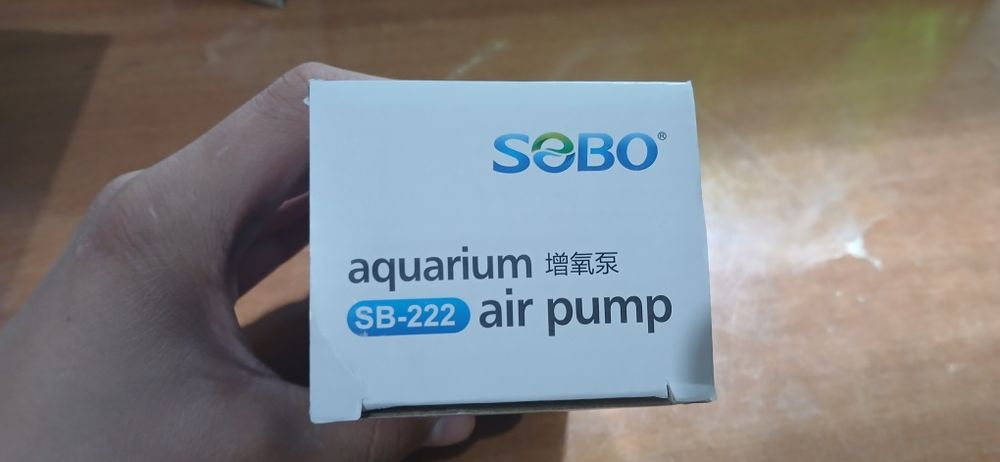 SOBO®
aquarium 增氧泵
SB-222 air pump